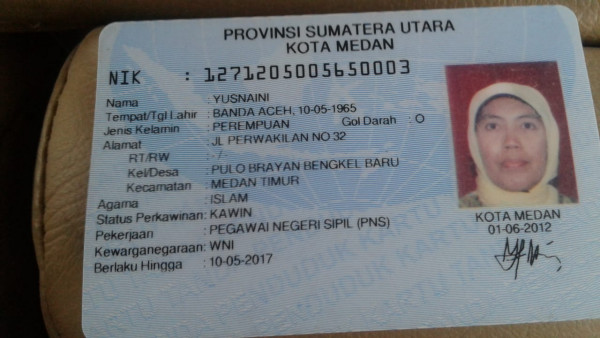 PROVINSI SUMATERA UTARA
KOTA MEDAN
NIK : 1271205005650003
Nama : YUSNAINI
Tempat/Tgl Lahir : BANDA ACEH, 10-05-1965
Jenis Kelamin : PEREMPUAN Gol Darah : O
Alamat : JL PERWAKILAN NO 32
RT/RW : -/-
Kel/Desa : PULO BRAYAN BENGKEL BARU
Kecamatan : MEDAN TIMUR
Agama : ISLAM
Status Perkawinan: KAWIN
Pekerjaan : PEGAWAI NEGERI SIPIL (PNS)
Kewarganegaraan: WNI
Berlaku Hingga : 10-05-2017
KOTA MEDAN
01-06-2012